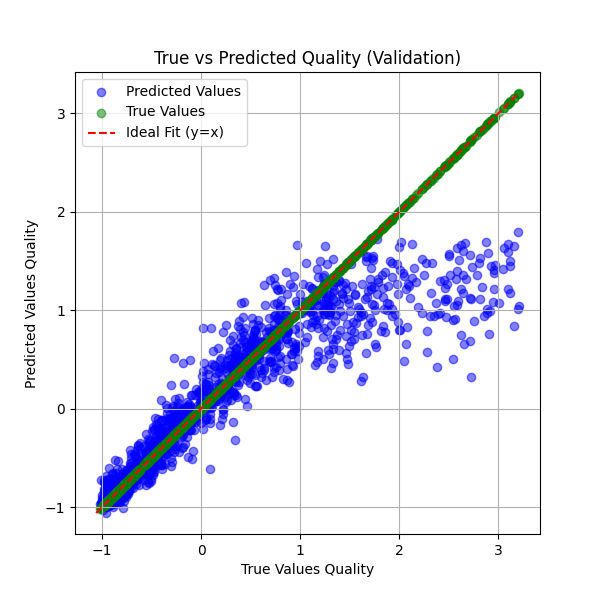 True vs Predicted Quality (Validation)
Predicted Values
True Values
Ideal Fit (y=x)
Predicted Values Quality
3
2
1
0
−1
−1 0 1 2 3
True Values Quality